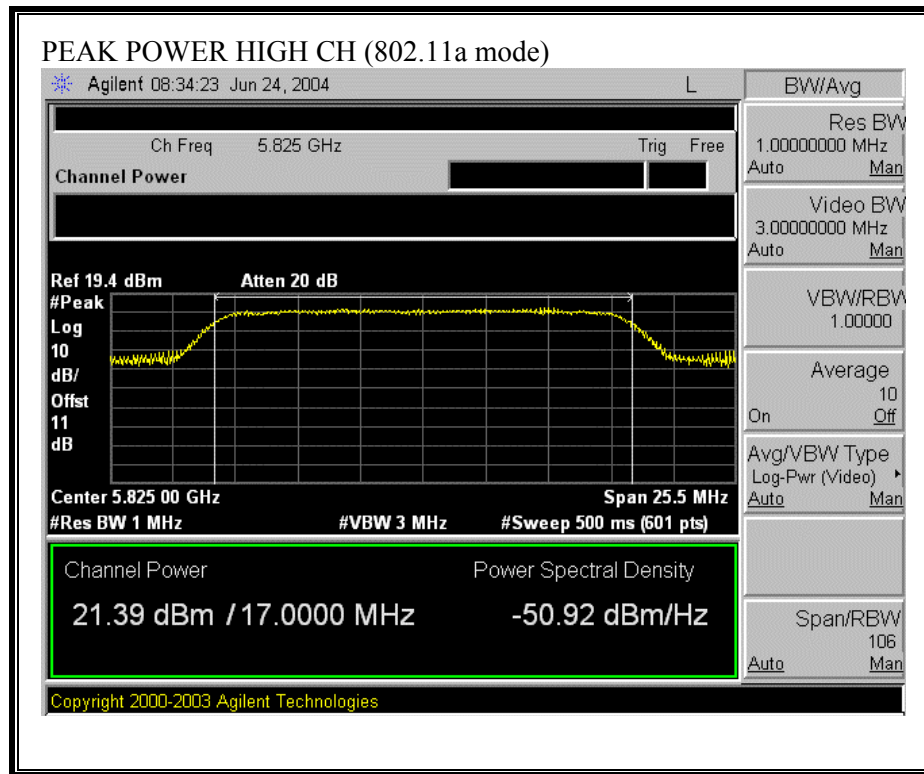 PEAK POWER HIGH CH (802.11a mode)
Agilent 08:34:23 Jun 24, 2004 L
BW/Avg
Ch Freq 5.825 GHz Trig Free
Channel Power
Res BW
1.00000000 MHz
Auto Man
Video BW
3.00000000 MHz
Auto Man
VBW/RBW
1.00000
Average
10
On Off
Avg/VBW Type
Log-Pwr (Video)
Auto Man
Span/RBW
106
Auto Man
Ref 19.4 dBm Atten 20 dB
#Peak
Log
10
dB/
Offst
11
dB
Center 5.825 00 GHz Span 25.5 MHz
#Res BW 1 MHz #VBW 3 MHz #Sweep 500 ms (601 pts)
Channel Power Power Spectral Density
21.39 dBm / 17.0000 MHz -50.92 dBm/Hz
Copyright 2000-2003 Agilent Technologies